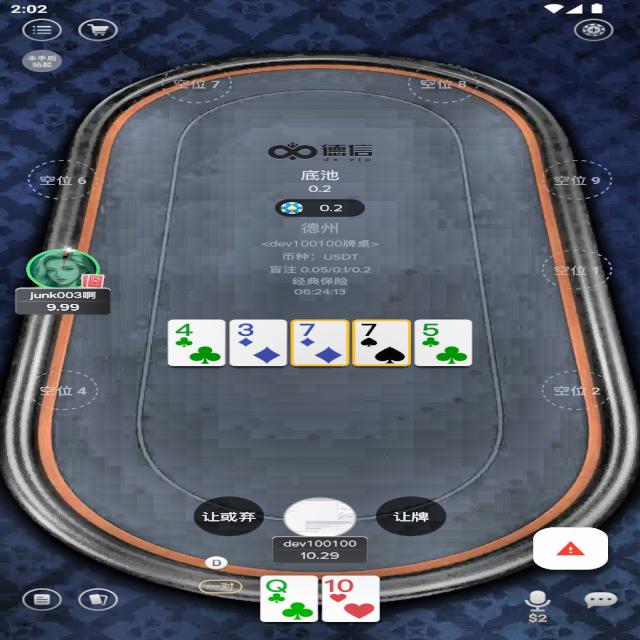 2:02
本手后
站起
空位 7
空位 8
德信
dx.vip
底池
0.2
0.2
空位 6
空位 9
德州
<dev100100牌桌>
币种：USDT
盲注 0.05/0.1/0.2
经典保险
06:24:13
空位 1
junk003啊
9.99
4
3
7
7
5
空位 4
空位 2
让或弃
让牌
dev100100
10.29
D
一对
Q
10
$2